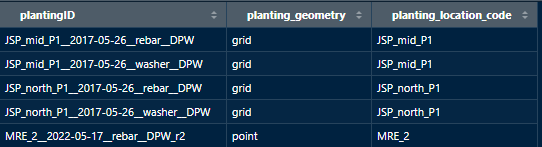 plantingID planting_geometry planting_location_code
JSP_mid_P1__2017-05-26__rebar__DPW grid JSP_mid_P1
JSP_mid_P1__2017-05-26__washer__DPW grid JSP_mid_P1
JSP_north_P1__2017-05-26__rebar__DPW grid JSP_north_P1
JSP_north_P1__2017-05-26__washer__DPW grid JSP_north_P1
MRE_2__2022-05-17__rebar__DPW_r2 point MRE_2